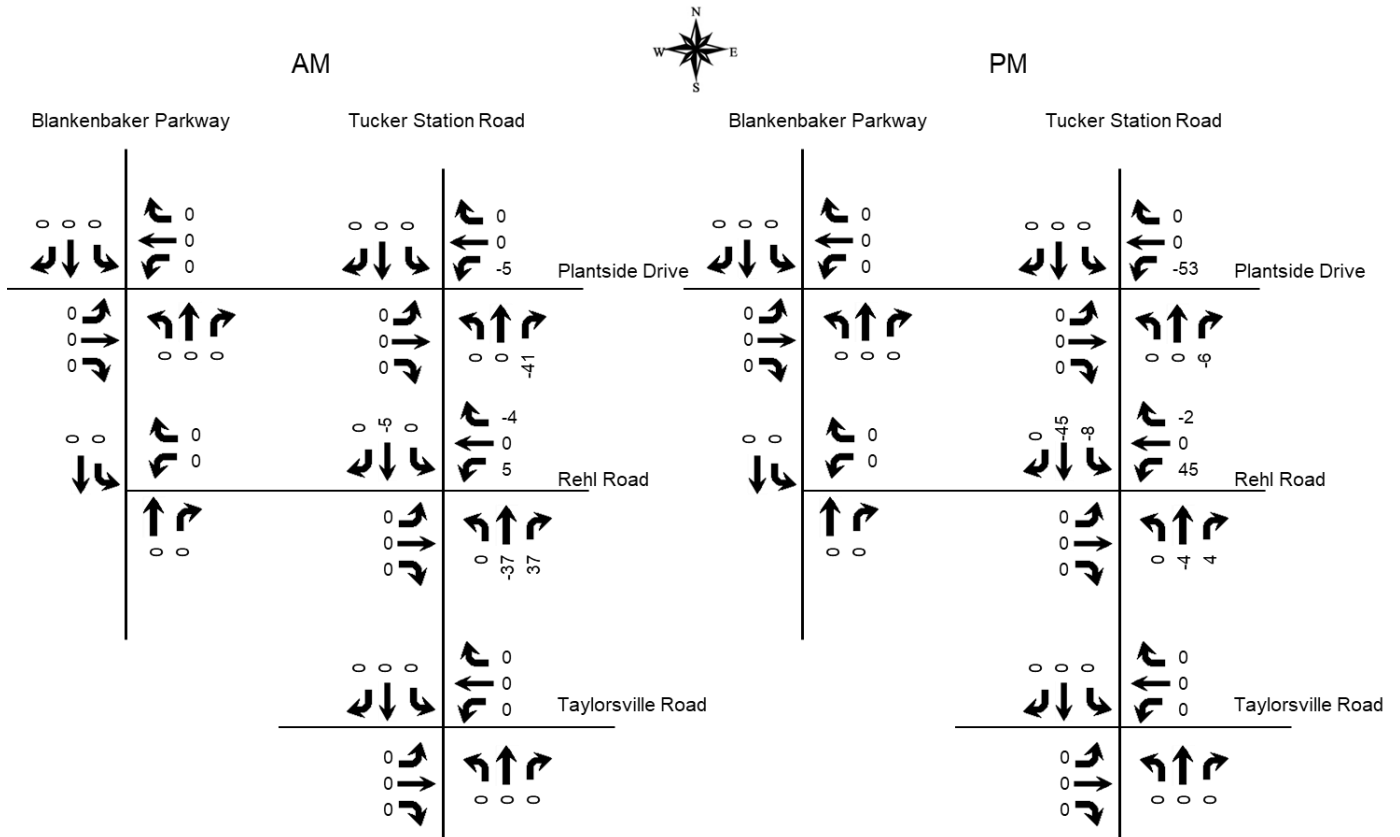 N
W E
S
AM PM
Blankenbaker Parkway Tucker Station Road Blankenbaker Parkway Tucker Station Road
0 0 0 0 0 0 0 0 0 0 0 0 0 0 0 0
0 0 0 0
0 -5 Plantside Drive 0 -53 Plantside Drive
0 0 0 0
0 0 0 0
0 0 0 0 0 0 0 -41 0 0 0 0 0 0 0 -6
0 0 0 0 -5 0 -4 0 0 0 0 -45 -8 -2
0 0 0 0
5 Rehl Road 45 Rehl Road
0 0
0 0 0 0 -37 37 0 0 0 0 -4 4
0 0
0 0 0 0 0 0 0 0
0 0
0 Taylorsville Road 0 Taylorsville Road
0 0
0 0 0 0 0 0 0 0
0 0